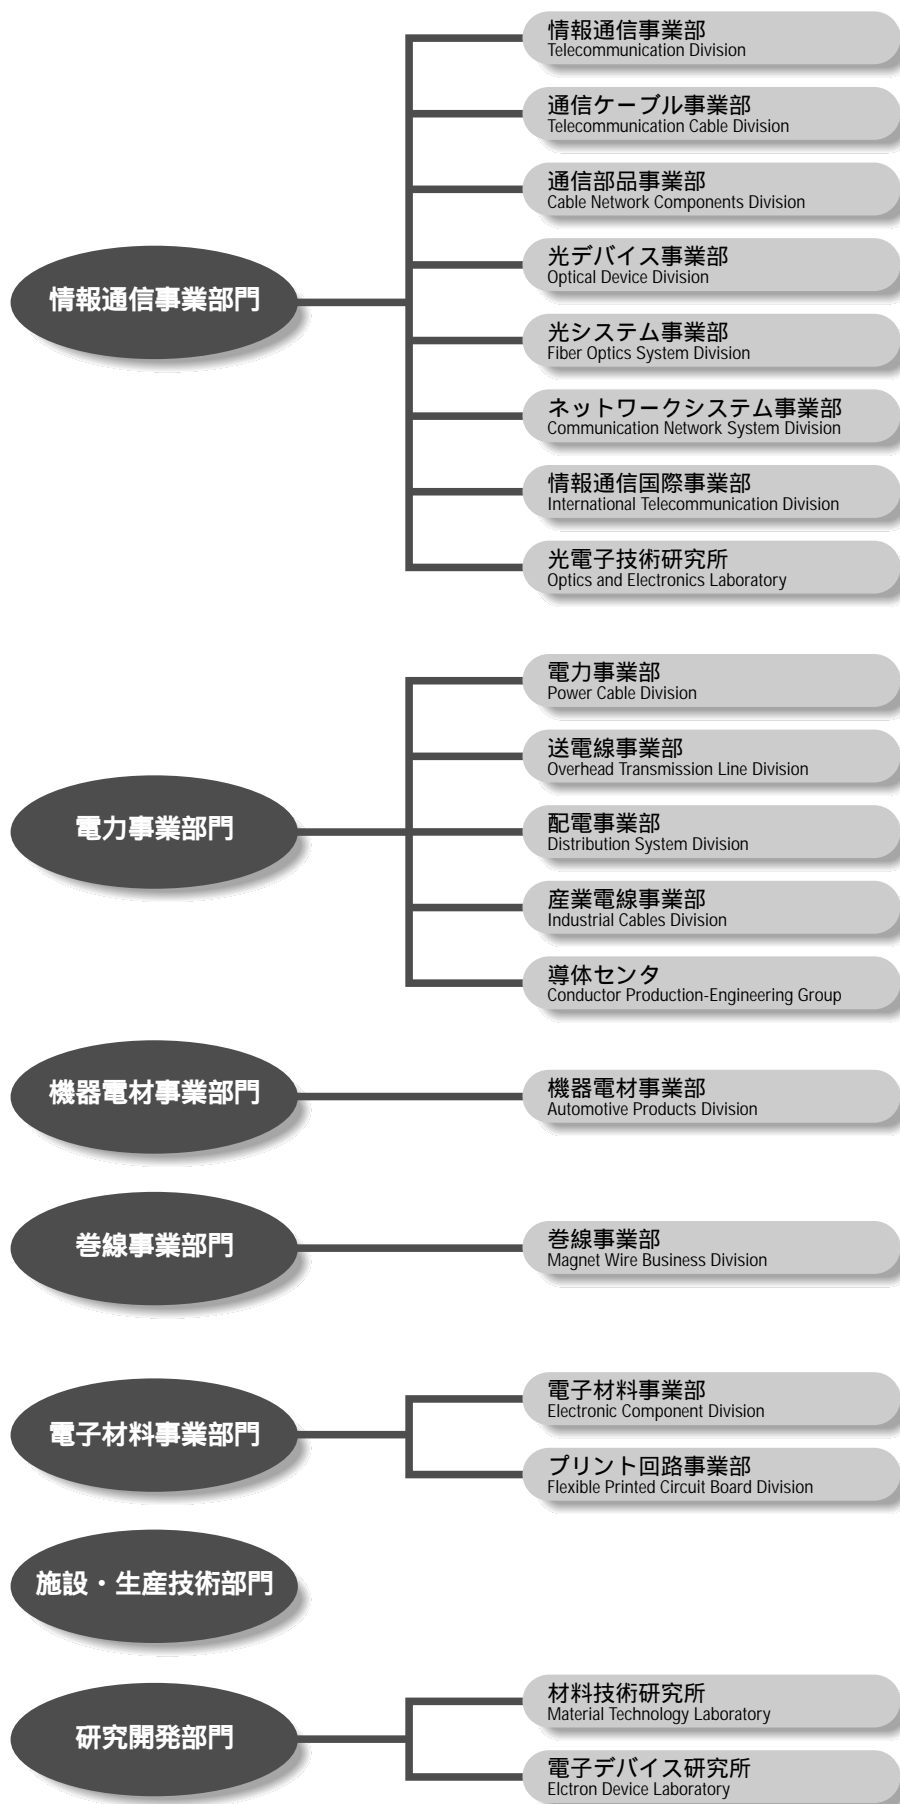 情報通信事業部門
情報通信事業部
Telecommunication Division
通信ケーブル事業部
Telecommunication Cable Division
通信部品事業部
Cable Network Components Division
光デバイス事業部
Optical Device Division
光システム事業部
Fiber Optics System Division
ネットワークシステム事業部
Communication Network System Division
情報通信国際事業部
International Telecommunication Division
光電子技術研究所
Optics and Electronics Laboratory
電力事業部門
電力事業部
Power Cable Division
送電線事業部
Overhead Transmission Line Division
配電事業部
Distribution System Division
産業電線事業部
Industrial Cables Division
導体センタ
Conductor Production-Engineering Group
機器電材事業部門
機器電材事業部
Automotive Products Division
巻線事業部門
巻線事業部
Magnet Wire Business Division
電子材料事業部門
電子材料事業部
Electronic Component Division
プリント回路事業部
Flexible Printed Circuit Board Division
施設・生産技術部門
研究開発部門
材料技術研究所
Material Technology Laboratory
電子デバイス研究所
Elctron Device Laboratory